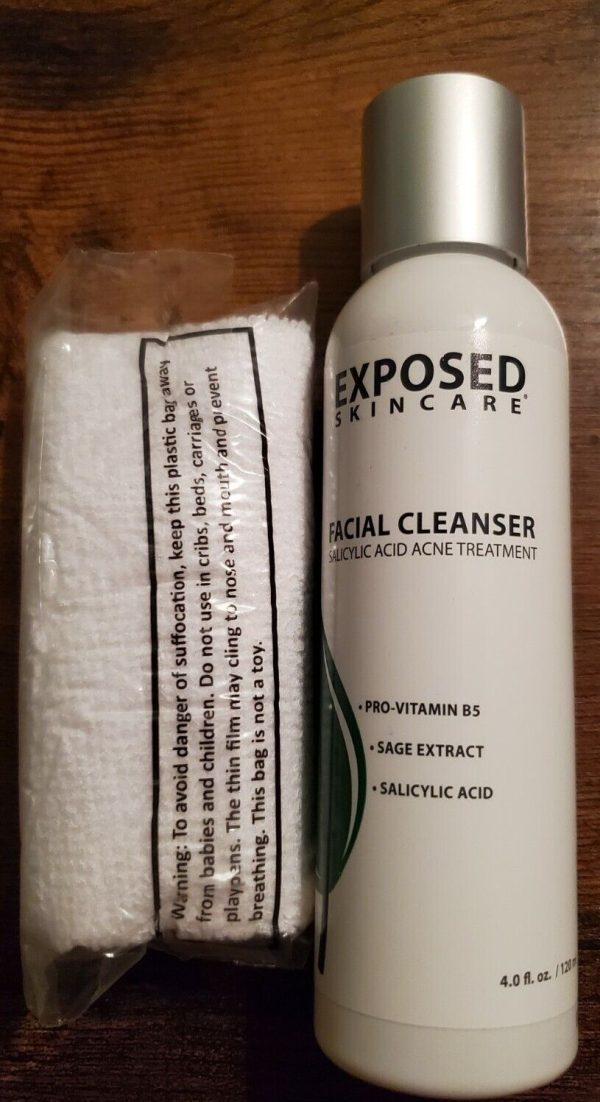 Warning: To avoid danger of suffocation, keep this plastic bag away
from babies and children. Do not use in cribs, beds, carriages or
playpens. The thin film may cling to nose and mouth and prevent
breathing. This bag is not a toy.
EXPOSED
SKINCARE®
FACIAL CLEANSER
SALICYLIC ACID ACNE TREATMENT
• PRO-VITAMIN B5
• SAGE EXTRACT
• SALICYLIC ACID
4.0 fl. oz. / 120